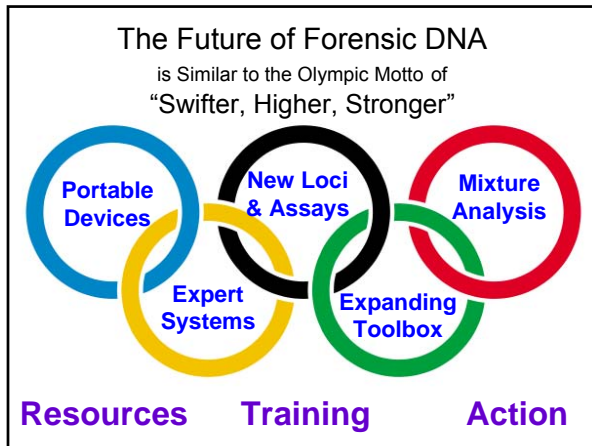 The Future of Forensic DNA
is Similar to the Olympic Motto of
“Swifter, Higher, Stronger”
Portable
Devices
New Loci
& Assays
Mixture
Analysis
Expert
Systems
Expanding
Toolbox
Resources Training Action